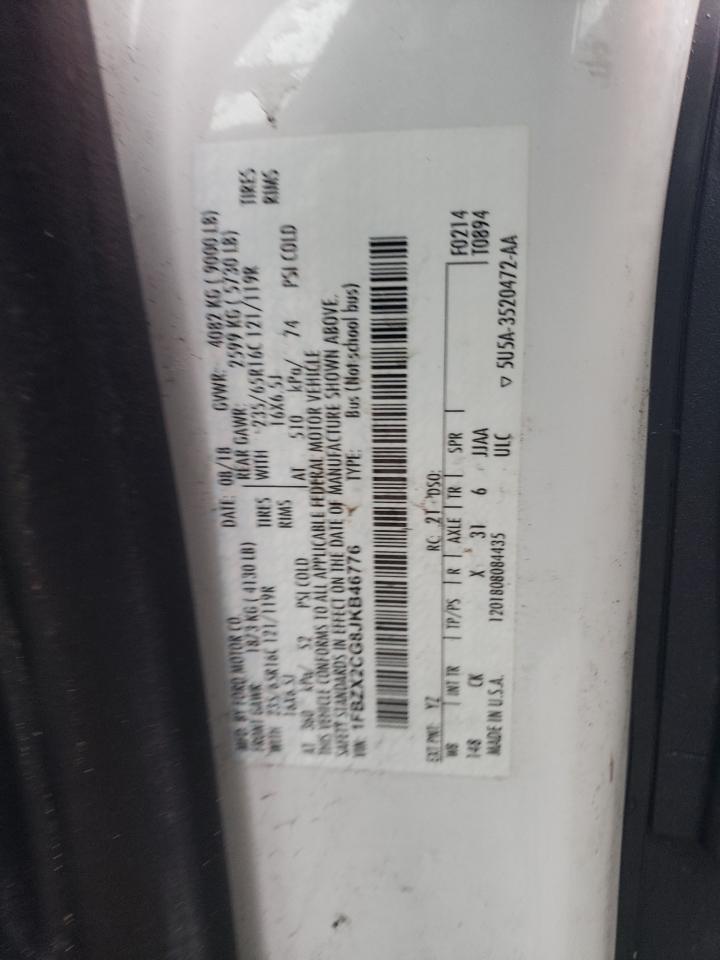 MFD. BY FORD MOTOR CO. DATE: 08/18 GVWR: 4082 KG ( 9000 LB)
FRONT GAWR: 1873 KG ( 4130 LB) REAR GAWR: 2599 KG ( 5730 LB)
WITH 235/65R16C 121/119R TIRES WITH 235/65R16C 121/119R TIRES
16X6.5J RIMS 16X6.5J RIMS
AT 360 kPa/ 52 PSI COLD AT 510 kPa/ 74 PSI COLD
THIS VEHICLE CONFORMS TO ALL APPLICABLE FEDERAL MOTOR VEHICLE
SAFETY STANDARDS IN EFFECT ON THE DATE OF MANUFACTURE SHOWN ABOVE.
VIN: 1FBZX2CG8JKB46776 TYPE: Bus (Not school bus)
EXT PNT: YZ RC: 21 DSO: F0214
WB INT TR TP/PS R AXLE TR SPR T0894
148 CK X 31 6 JJAA
MADE IN U.S.A. 1201808084435 ULC ▽ 5U5A-3520472-AA